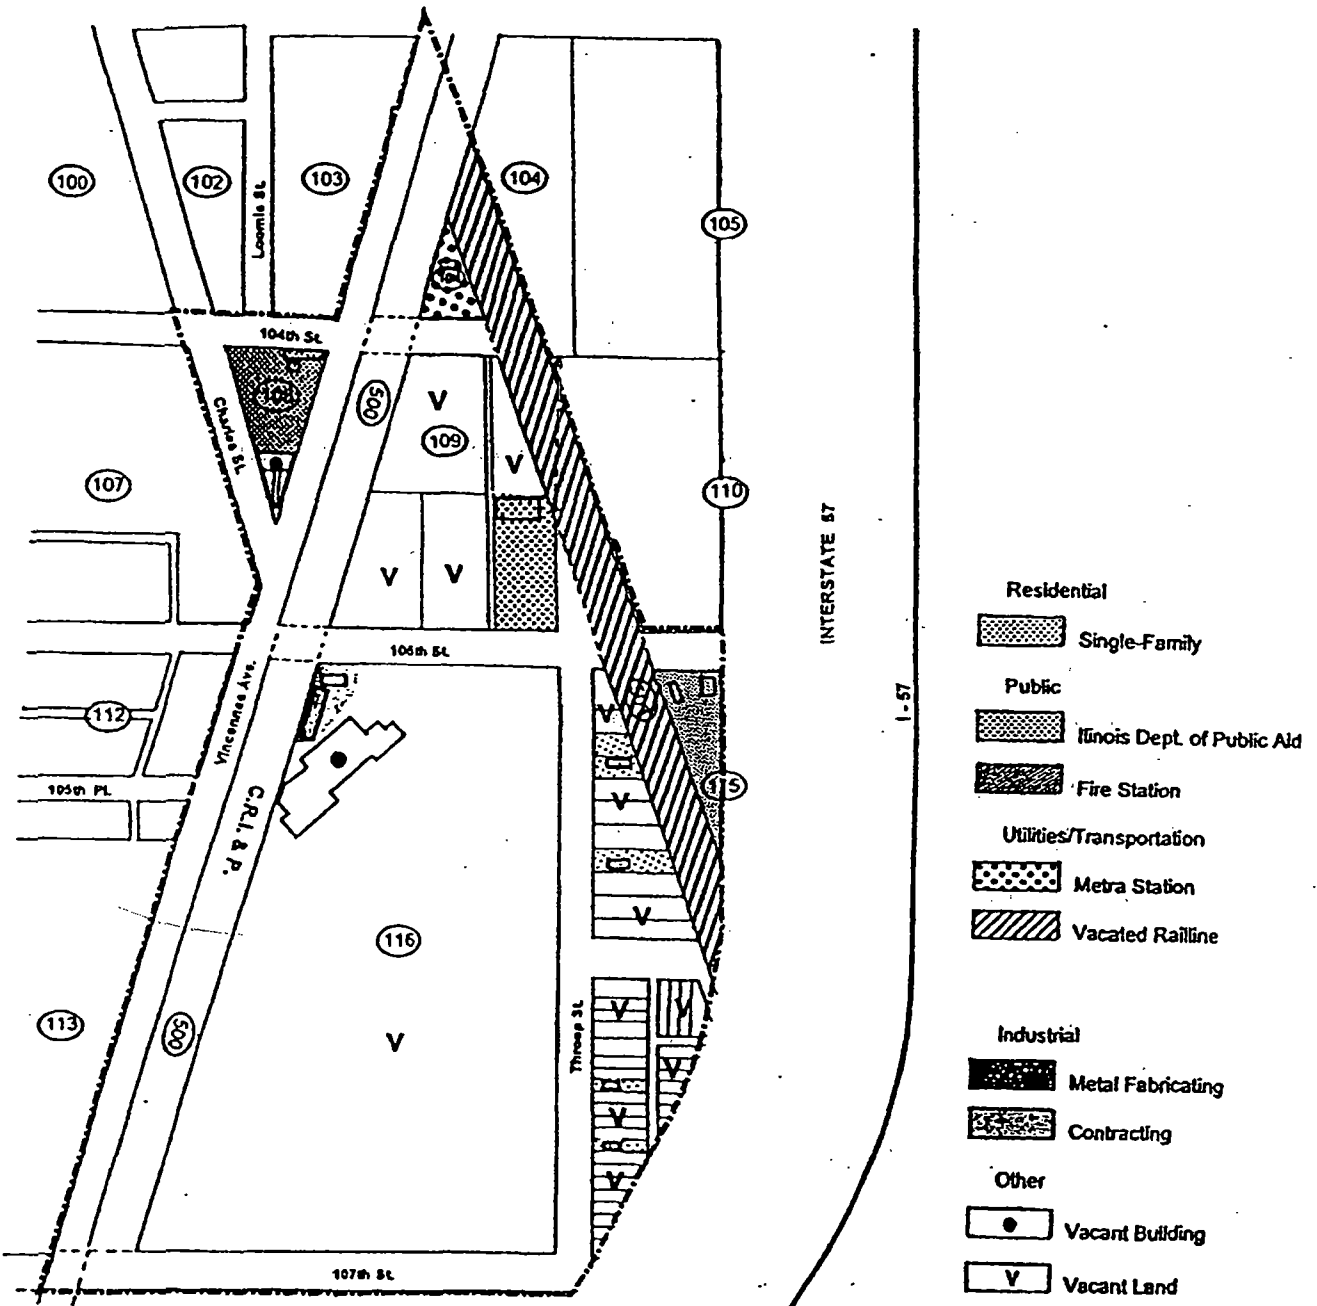 100
102
103
104
105
Loomis St.
104th St.
108
500
V
109
V
Charles St.
107
110
V
V
INTERSTATE 57
106th St.
Vincennes Ave.
112
V
I-57
105th Pl.
115
C.R.I. & P.
V
V
116
113
500
V
Throop St.
V
V
V
V
V
107th St.
Residential
Single-Family
Public
Illinois Dept. of Public Aid
Fire Station
Utilities/Transportation
Metra Station
Vacated Railline
Industrial
Metal Fabricating
Contracting
Other
Vacant Building
V
Vacant Land